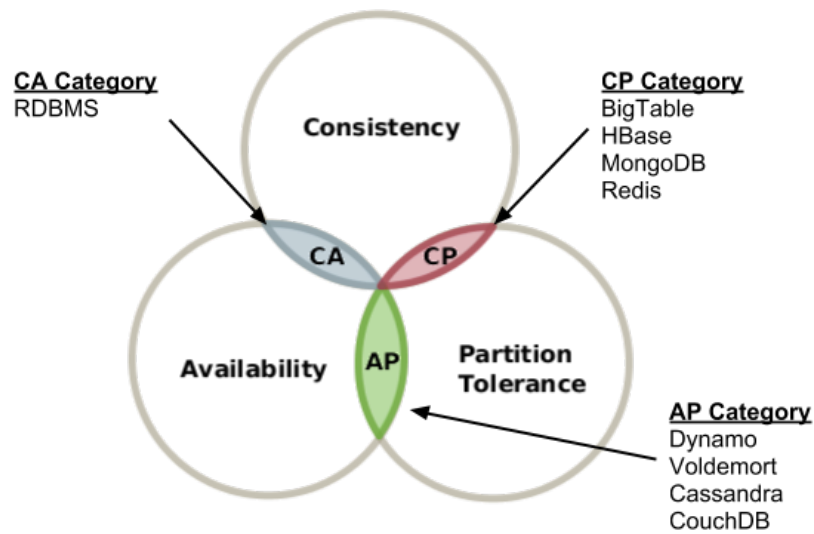 CA Category
RDBMS
Consistency
CP Category
BigTable
HBase
MongoDB
Redis
CA
CP
Availability
AP
Partition
Tolerance
AP Category
Dynamo
Voldemort
Cassandra
CouchDB